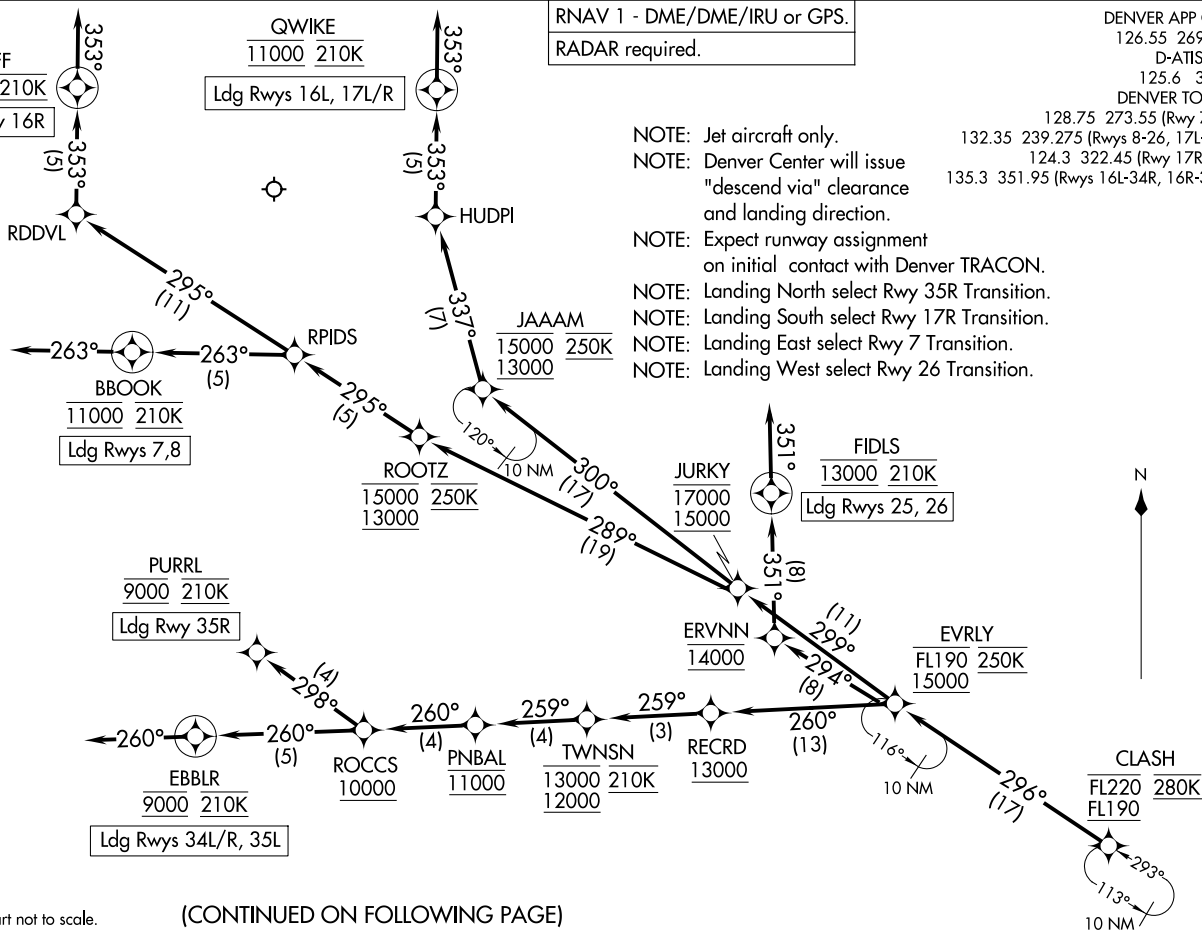 RNAV 1 - DME/DME/IRU or GPS.
RADAR required.
DENVER APP
126.55 269
D-ATIS
125.6 3
DENVER TO
128.75 273.55 (Rwy 7
132.35 239.275 (Rwys 8-26, 17L-
124.3 322.45 (Rwy 17R
135.3 351.95 (Rwys 16L-34R, 16R-3
353°
FF
210K
y 16R
353°
(5)
RDDVL
QWIKE
11000 210K
Ldg Rwys 16L, 17L/R
353°
353°
(5)
HUDPI
NOTE: Jet aircraft only.
NOTE: Denver Center will issue
"descend via" clearance
and landing direction.
NOTE: Expect runway assignment
on initial contact with Denver TRACON.
NOTE: Landing North select Rwy 35R Transition.
NOTE: Landing South select Rwy 17R Transition.
NOTE: Landing East select Rwy 7 Transition.
NOTE: Landing West select Rwy 26 Transition.
295°
(11)
337°
(7)
JAAAM
15000 250K
13000
RPIDS
263°
263°
(5)
BBOOK
11000 210K
Ldg Rwys 7,8
295°
(5)
120°
10 NM
ROOTZ
15000 250K
13000
300°
(17)
289°
(19)
JURKY
17000
15000
351°
FIDLS
13000 210K
Ldg Rwys 25, 26
351°
(8)
N
PURRL
9000 210K
Ldg Rwy 35R
(4)
298°
ERVNN
14000
(11)
299°
294°
(8)
EVRLY
FL190 250K
15000
260°
260°
(5)
EBBLR
9000 210K
Ldg Rwys 34L/R, 35L
ROCCS
10000
260°
(4)
PNBAL
11000
259°
(4)
TWNSN
13000 210K
12000
259°
(3)
RECRD
13000
260°
(13)
116°
10 NM
296°
(17)
CLASH
FL220 280K
FL190
293°
113°
10 NM
art not to scale.
(CONTINUED ON FOLLOWING PAGE)